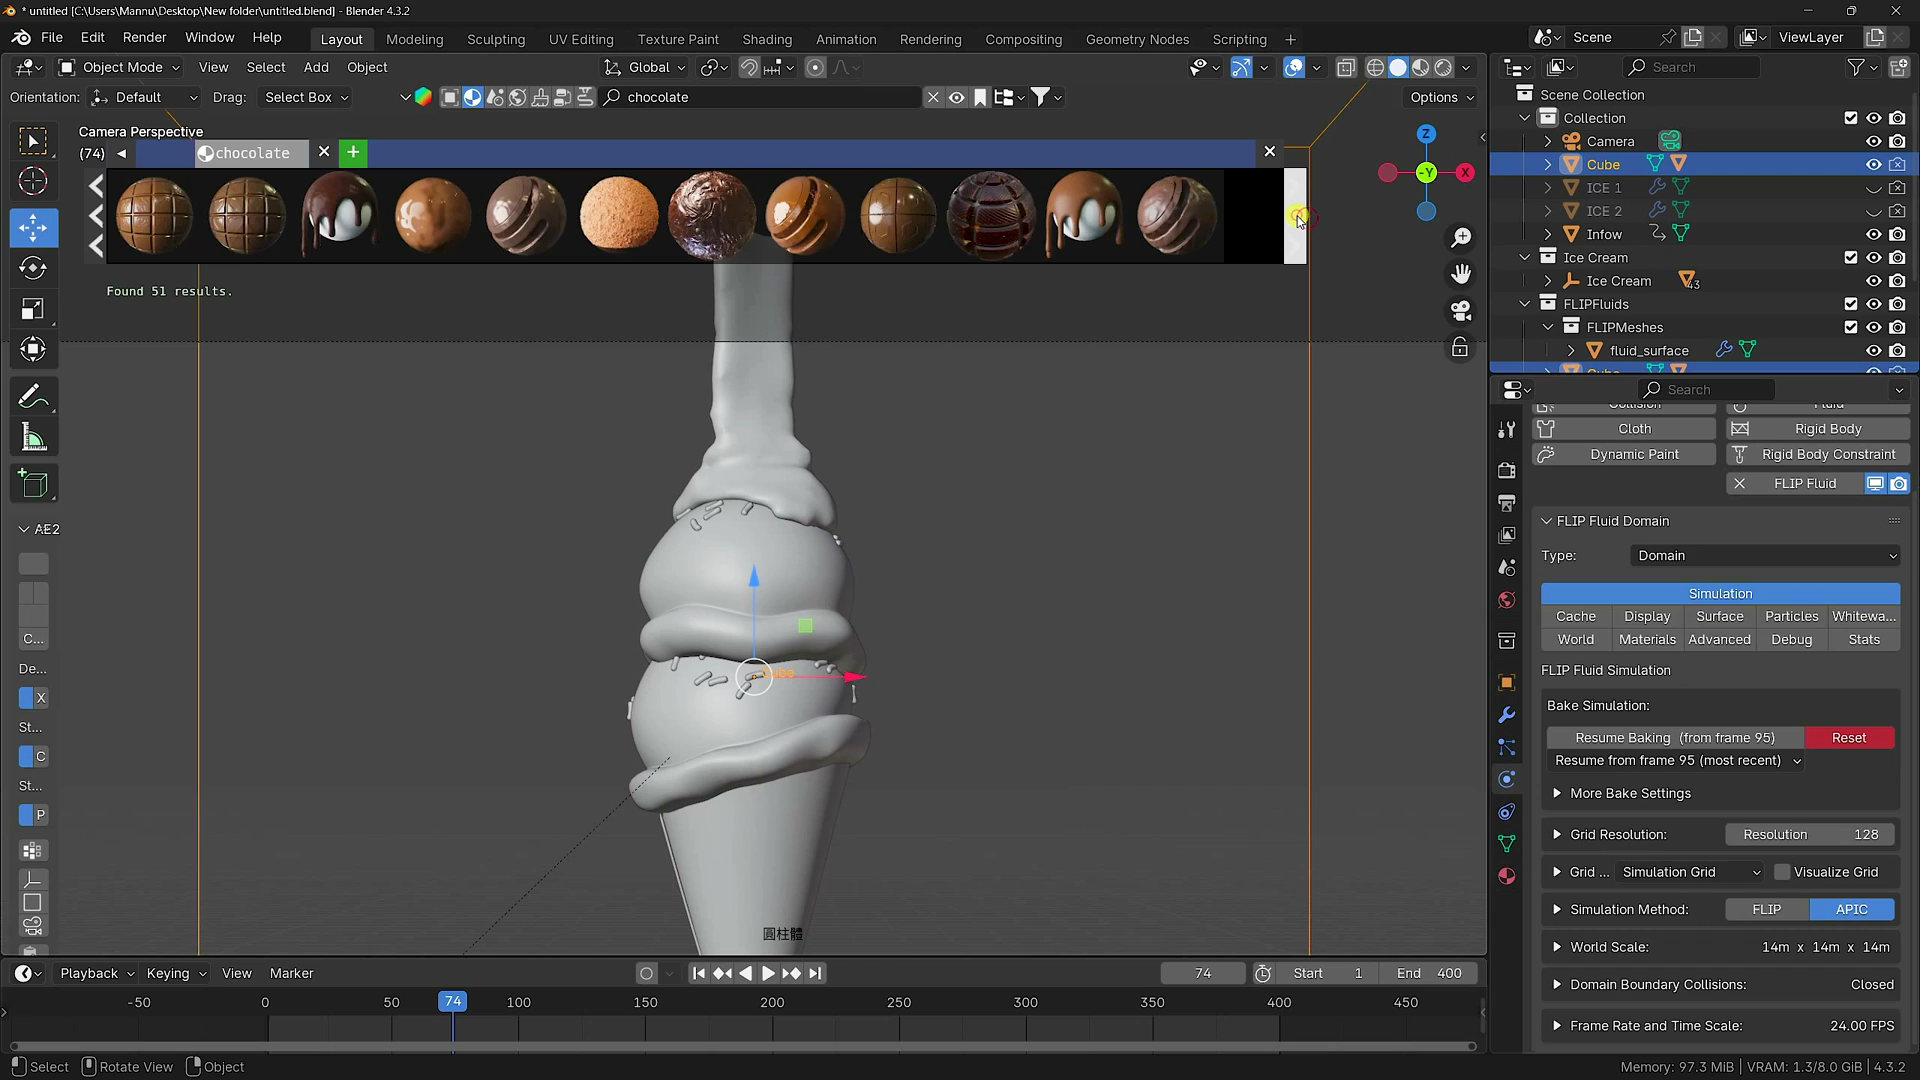 * untitled [C:\Users\Mannu\Desktop\New folder\untitled.blend] - Blender 4.3.2
File Edit Render Window Help
Layout Modeling Sculpting UV Editing Texture Paint Shading Animation Rendering Compositing Geometry Nodes Scripting
Scene
ViewLayer
Object Mode View Select Add Object
Global
Search
Orientation: Default Drag: Select Box
chocolate
Options
Camera Perspective
(74)
chocolate
Found 51 results.
Z
-Y
X
Cube
圓柱體
AE2
C...
De...
X
St...
C
St...
P
Scene Collection
Collection
Camera
Cube
ICE 1
ICE 2
Infow
Ice Cream
Ice Cream
43
FLIPFluids
FLIPMeshes
fluid_surface
Cube
Search
Collision Fluid
Cloth Rigid Body
Dynamic Paint Rigid Body Constraint
FLIP Fluid
FLIP Fluid Domain
Type: Domain
Simulation
Cache Display Surface Particles Whitewa...
World Materials Advanced Debug Stats
FLIP Fluid Simulation
Bake Simulation:
Resume Baking (from frame 95) Reset
Resume from frame 95 (most recent)
More Bake Settings
Grid Resolution: Resolution 128
Grid ... Simulation Grid Visualize Grid
Simulation Method: FLIP APIC
World Scale: 14m x 14m x 14m
Domain Boundary Collisions: Closed
Frame Rate and Time Scale: 24.00 FPS
Playback Keying View Marker
74 Start 1 End 400
-50 0 50 74 100 150 200 250 300 350 400 450
Select Rotate View Object
Memory: 97.3 MiB | VRAM: 1.3/8.0 GiB | 4.3.2